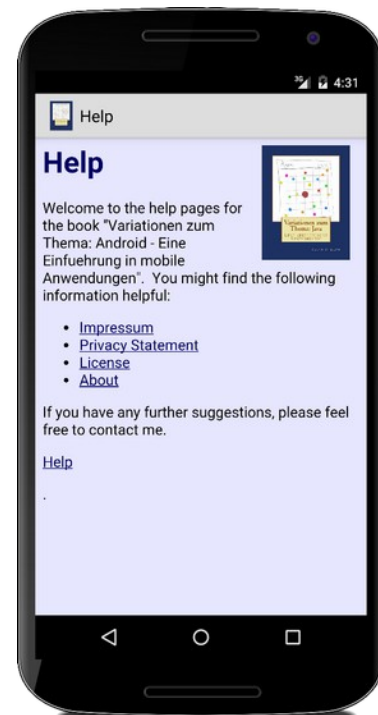 3G 4:31
Help
Help
Welcome to the help pages for
the book "Variationen zum
Thema: Android - Eine
Einfuehrung in mobile
Anwendungen". You might find the following
information helpful:
Variationen zum
Thema: Java
• Impressum
• Privacy Statement
• License
• About
If you have any further suggestions, please feel
free to contact me.
Help
.